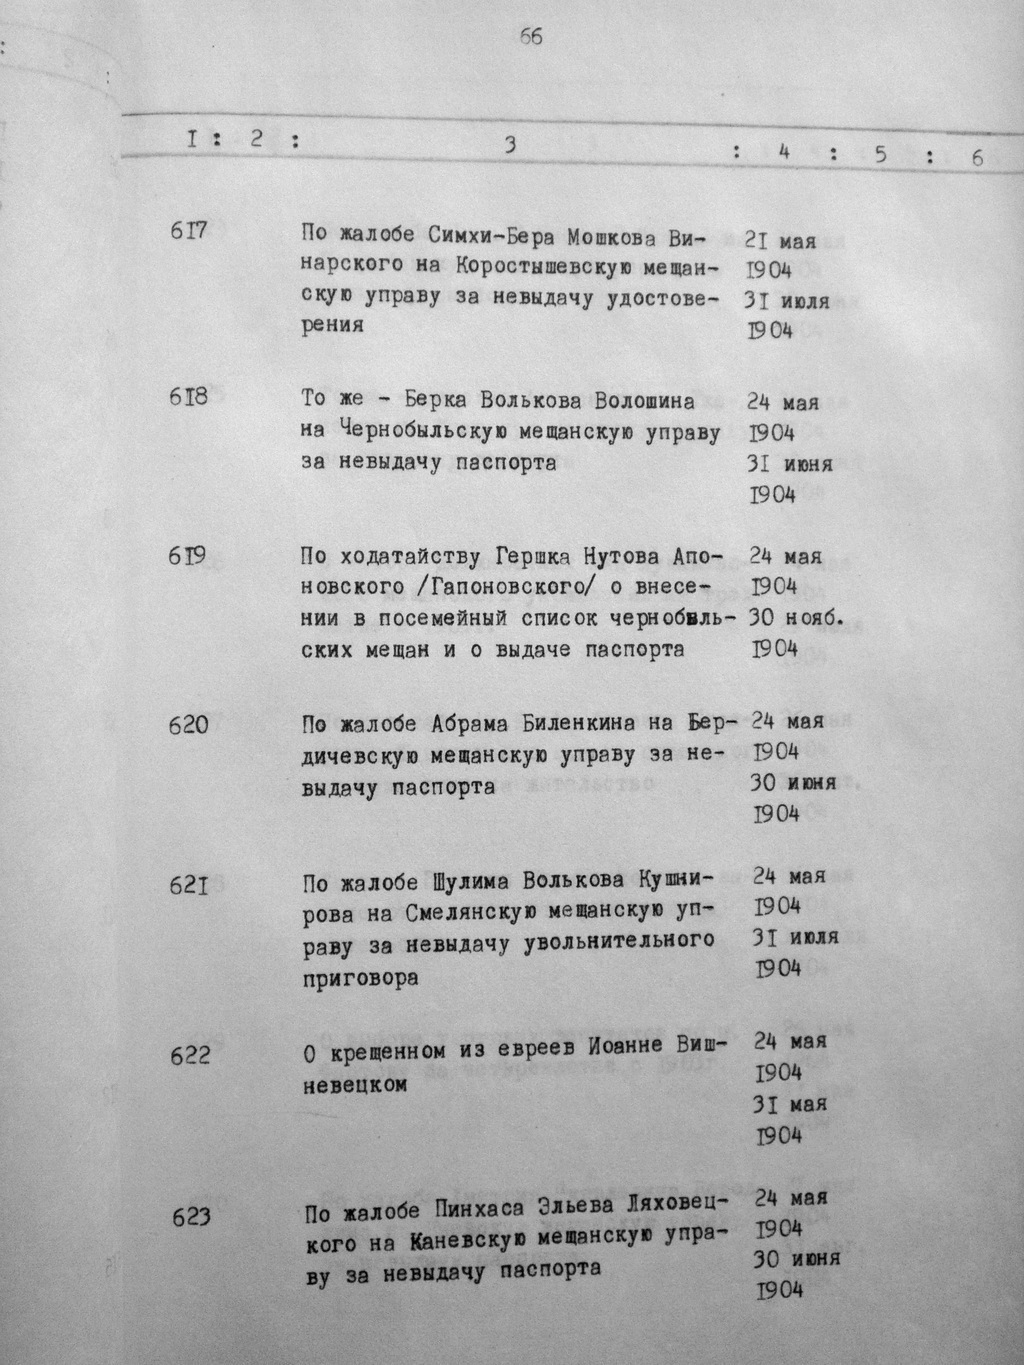 66
I : 2 : 3 : 4 : 5 : 6
617 По жалобе Симхи-Бера Мошкова Ви- 21 мая
нарского на Коростышевскую мещан- 1904
скую управу за невыдачу удостове- 31 июля
рения 1904
618 То же - Берка Волькова Волошина 24 мая
на Чернобыльскую мещанскую управу 1904
за невыдачу паспорта 31 июня
1904
619 По ходатайству Гершка Нутова Апо- 24 мая
новского /Гапоновского/ о внесе- 1904
нии в посемейный список чернобыль- 30 нояб.
ских мещан и о выдаче паспорта 1904
620 По жалобе Абрама Биленкина на Бер- 24 мая
дичевскую мещанскую управу за не- 1904
выдачу паспорта 30 июня
1904
621 По жалобе Шулима Волькова Кушни- 24 мая
рова на Смелянскую мещанскую уп- 1904
раву за невыдачу увольнительного 31 июля
приговора 1904
622 О крещенном из евреев Иоанне Виш- 24 мая
невецком 1904
31 мая
1904
623 По жалобе Пинхаса Эльева Ляховец- 24 мая
кого на Каневскую мещанскую упра- 1904
ву за невыдачу паспорта 30 июня
1904